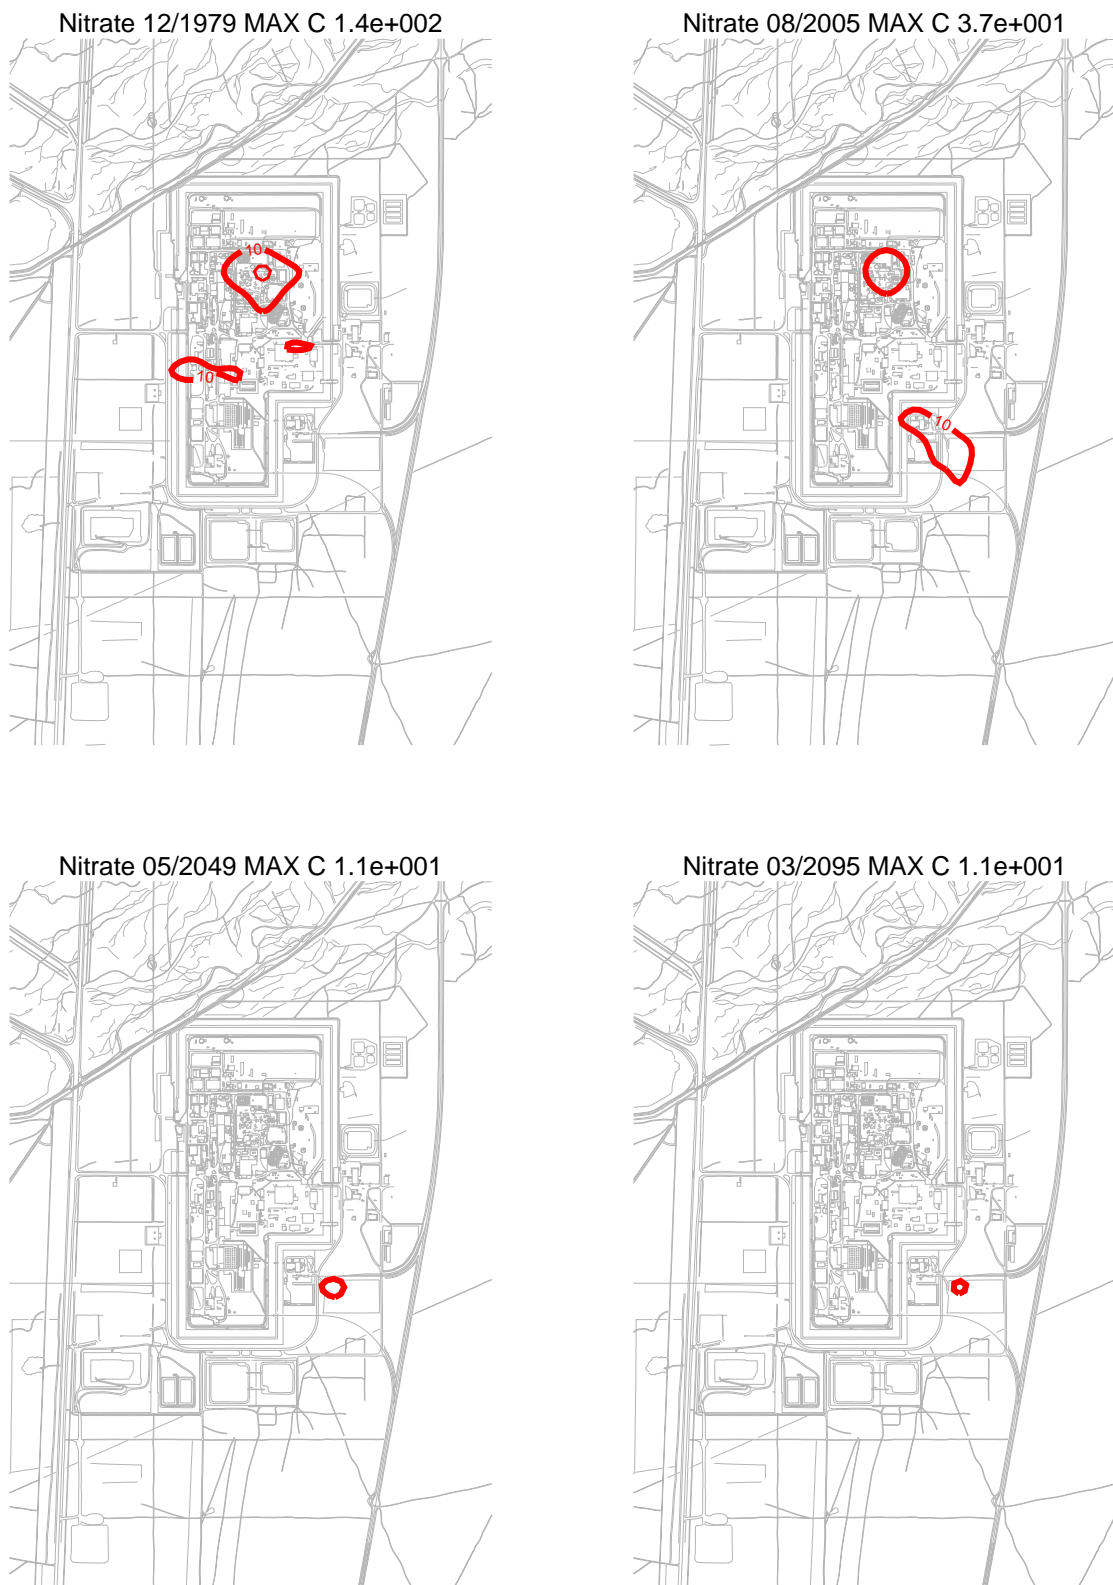 Nitrate 12/1979 MAX C 1.4e+002
10
10
Nitrate 08/2005 MAX C 3.7e+001
10
Nitrate 05/2049 MAX C 1.1e+001
Nitrate 03/2095 MAX C 1.1e+001